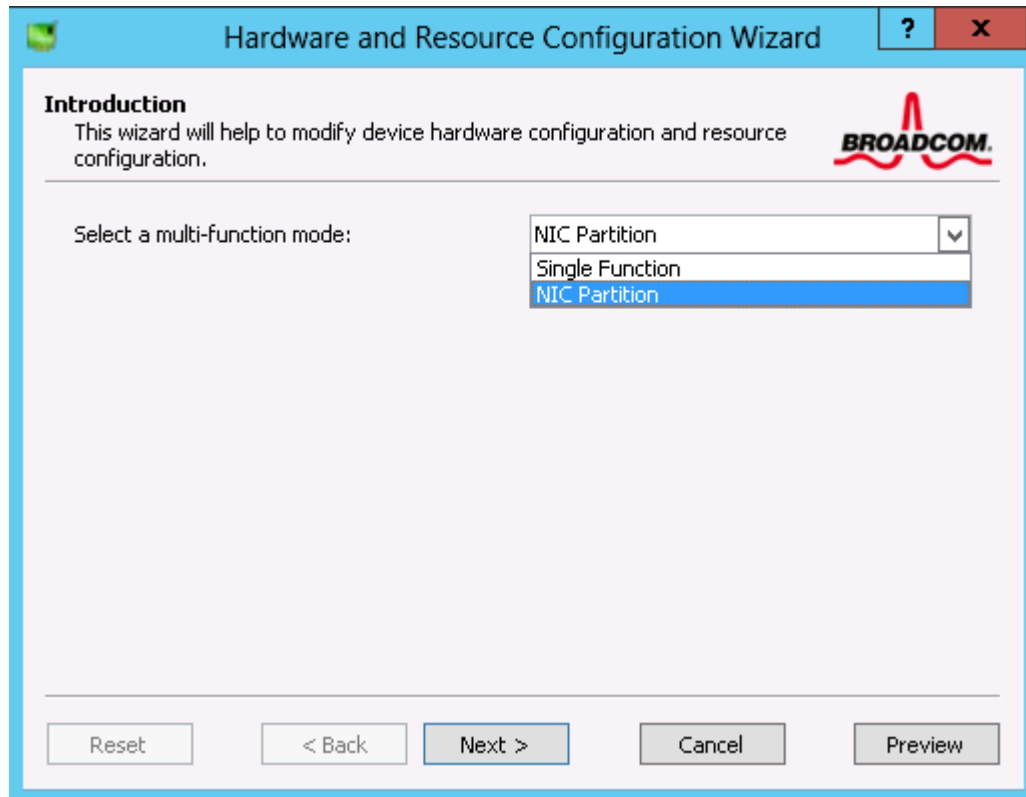 Hardware and Resource Configuration Wizard
?
x
Introduction
This wizard will help to modify device hardware configuration and resource
configuration.
BROADCOM.
Select a multi-function mode:
NIC Partition
Single Function
NIC Partition
Reset
< Back
Next >
Cancel
Preview